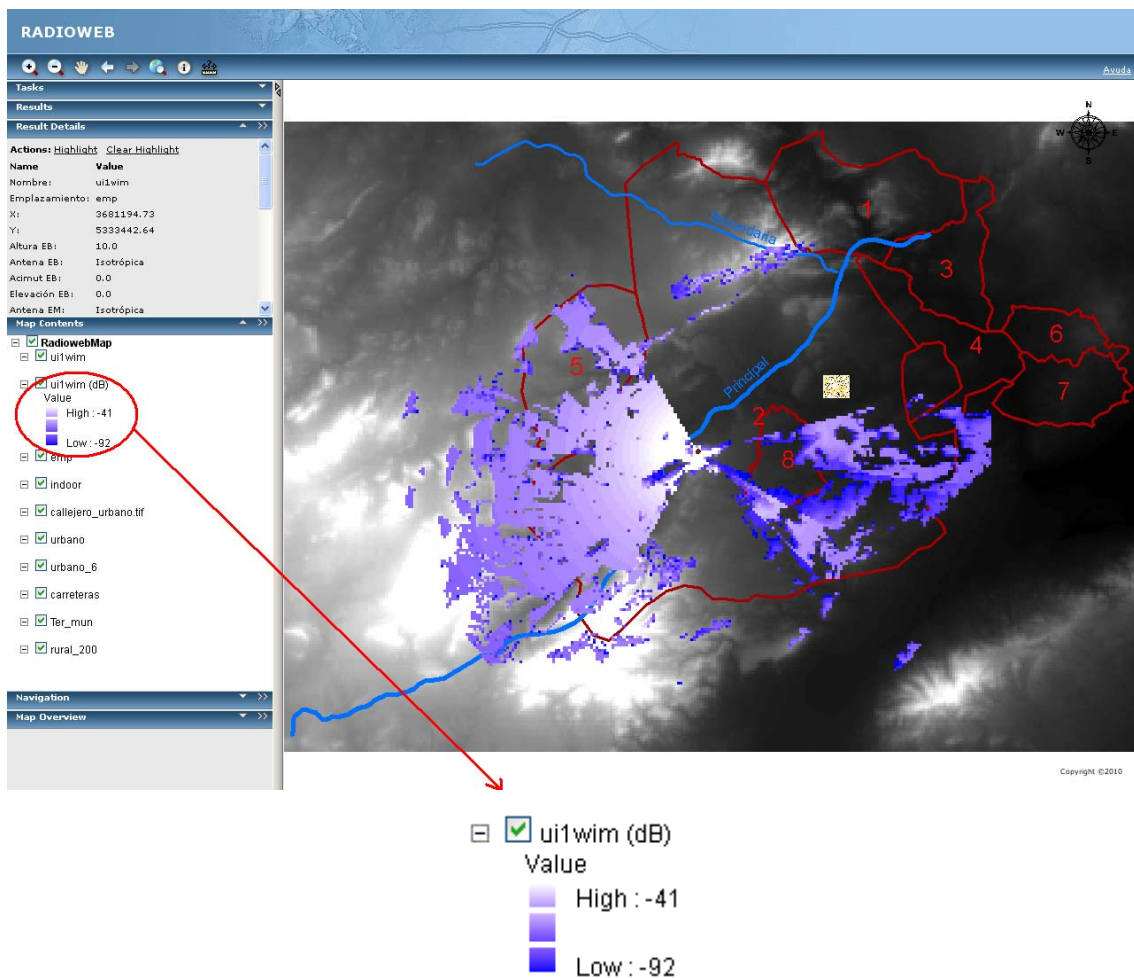 RADIOWEB
Ayuda
Tasks
Results
Result Details
Actions: Highlight Clear Highlight
Name Value
Nombre: ui1wim
Emplazamiento: emp
X: 3681194.73
Y: 5333442.64
Altura EB: 10.0
Antena EB: Isotrópica
Acimut EB: 0.0
Elevación EB: 0.0
Antena EM: Isotrópica
Map Contents
RadiowebMap
ui1wim
ui1wim (dB)
Value
High : -41
Low : -92
emp
indoor
callejero_urbano.tif
urbano
urbano_6
carreteras
Ter_mun
rural_200
Navigation
Map Overview
N
W E
S
1
Secundaria
3
6
4
5
7
Principal
2
8
Copyright ©2010
ui1wim (dB)
Value
High : -41
Low : -92